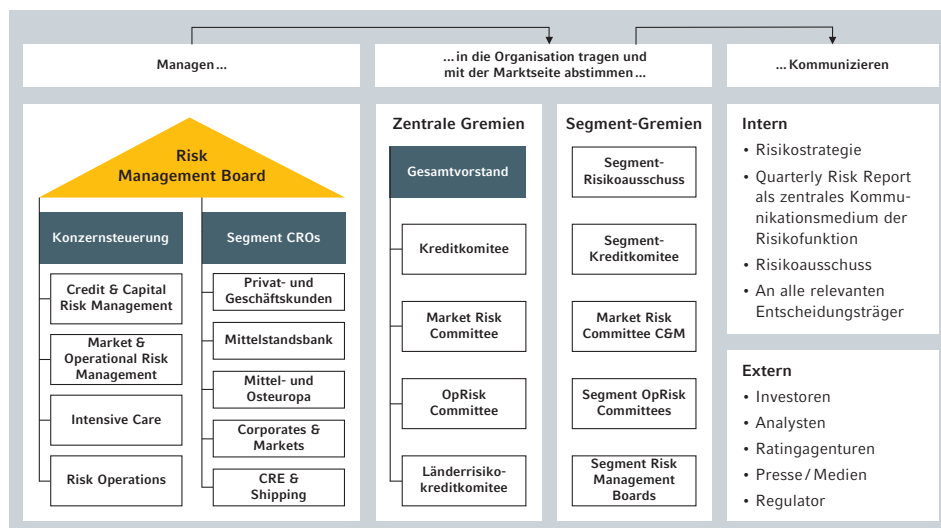 Managen...
...in die Organisation tragen und
mit der Marktseite abstimmen...
...Kommunizieren
Risk
Management Board
Konzernsteuerung
Credit & Capital
Risk Management
Market &
Operational Risk
Management
Intensive Care
Risk Operations
Segment CROs
Privat- und
Geschäftskunden
Mittelstandsbank
Mittel- und
Osteuropa
Corporates &
Markets
CRE &
Shipping
Zentrale Gremien
Gesamtvorstand
Kreditkomitee
Market Risk
Committee
OpRisk
Committee
Länderrisiko-
kreditkomitee
Segment-Gremien
Segment-
Risikoausschuss
Segment-
Kreditkomitee
Market Risk
Committee C&M
Segment OpRisk
Committees
Segment Risk
Management
Boards
Intern
• Risikostrategie
• Quarterly Risk Report
als zentrales Kommu-
nikationsmedium der
Risikofunktion
• Risikoausschuss
• An alle relevanten
Entscheidungsträger
Extern
• Investoren
• Analysten
• Ratingagenturen
• Presse/Medien
• Regulator